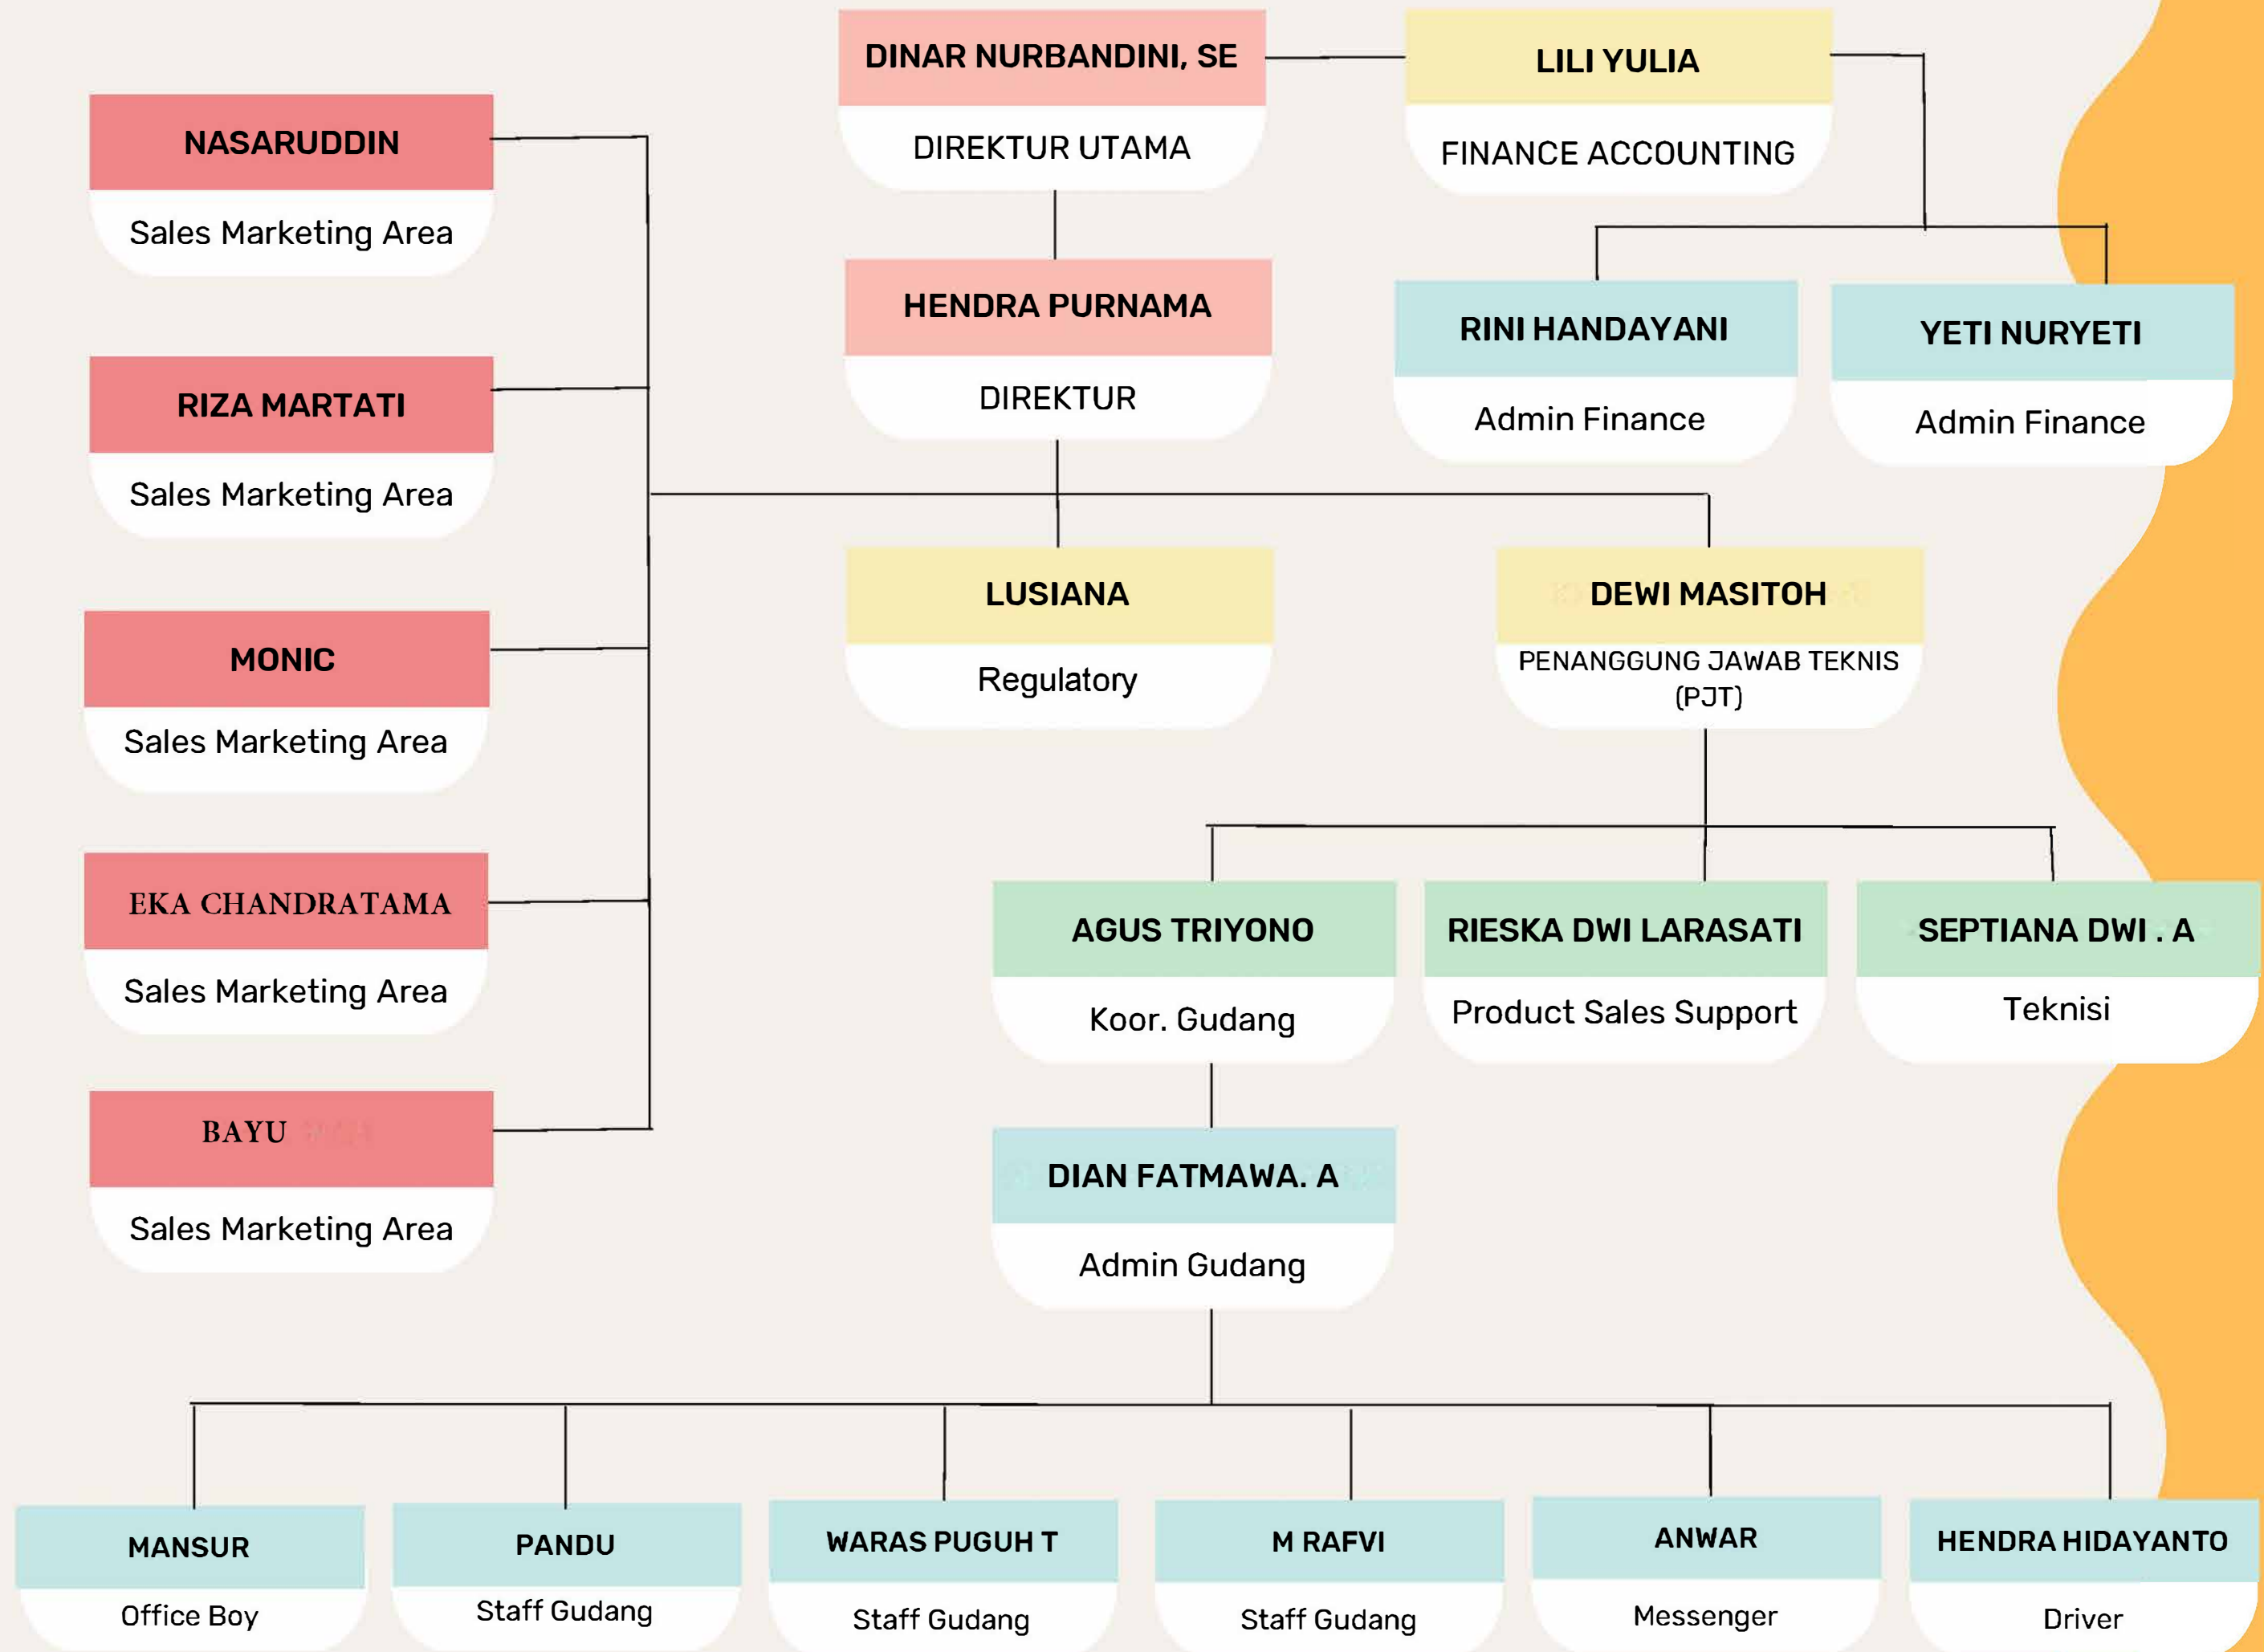 DINAR NURBANDINI, SE
DIREKTUR UTAMA
LILI YULIA
FINANCE ACCOUNTING
NASARUDDIN
Sales Marketing Area
HENDRA PURNAMA
DIREKTUR
RINI HANDAYANI
Admin Finance
YETI NURYETI
Admin Finance
RIZA MARTATI
Sales Marketing Area
LUSIANA
Regulatory
DEWI MASITOH
PENANGGUNG JAWAB TEKNIS
(PJT)
MONIC
Sales Marketing Area
EKA CHANDRATAMA
Sales Marketing Area
AGUS TRIYONO
Koor. Gudang
RIESKA DWI LARASATI
Product Sales Support
SEPTIANA DWI . A
Teknisi
BAYU
Sales Marketing Area
DIAN FATMAWA. A
Admin Gudang
MANSUR
Office Boy
PANDU
Staff Gudang
WARAS PUGUH T
Staff Gudang
M RAFVI
Staff Gudang
ANWAR
Messenger
HENDRA HIDAYANTO
Driver